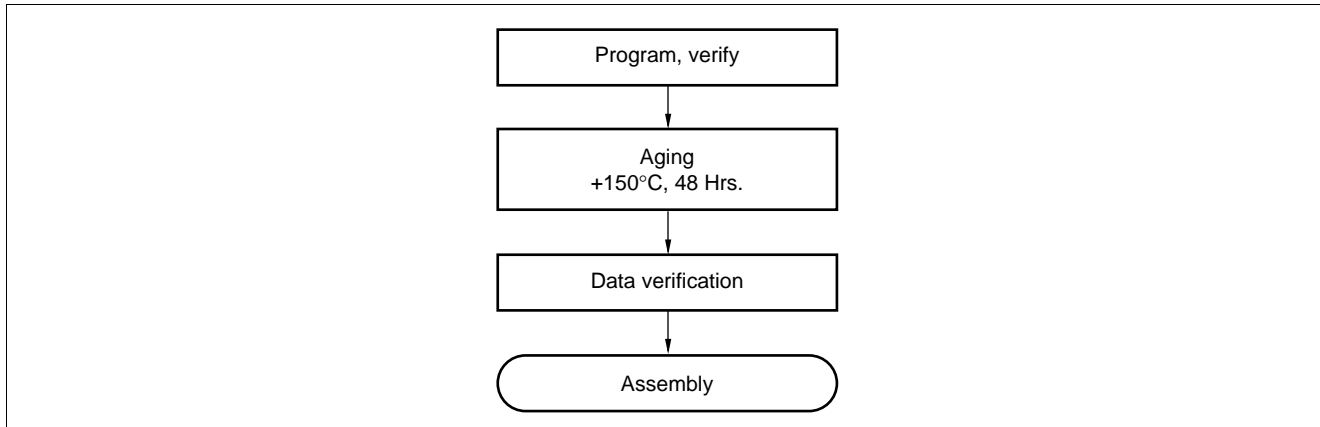 Program, verify
Aging
+150°C, 48 Hrs.
Data verification
Assembly